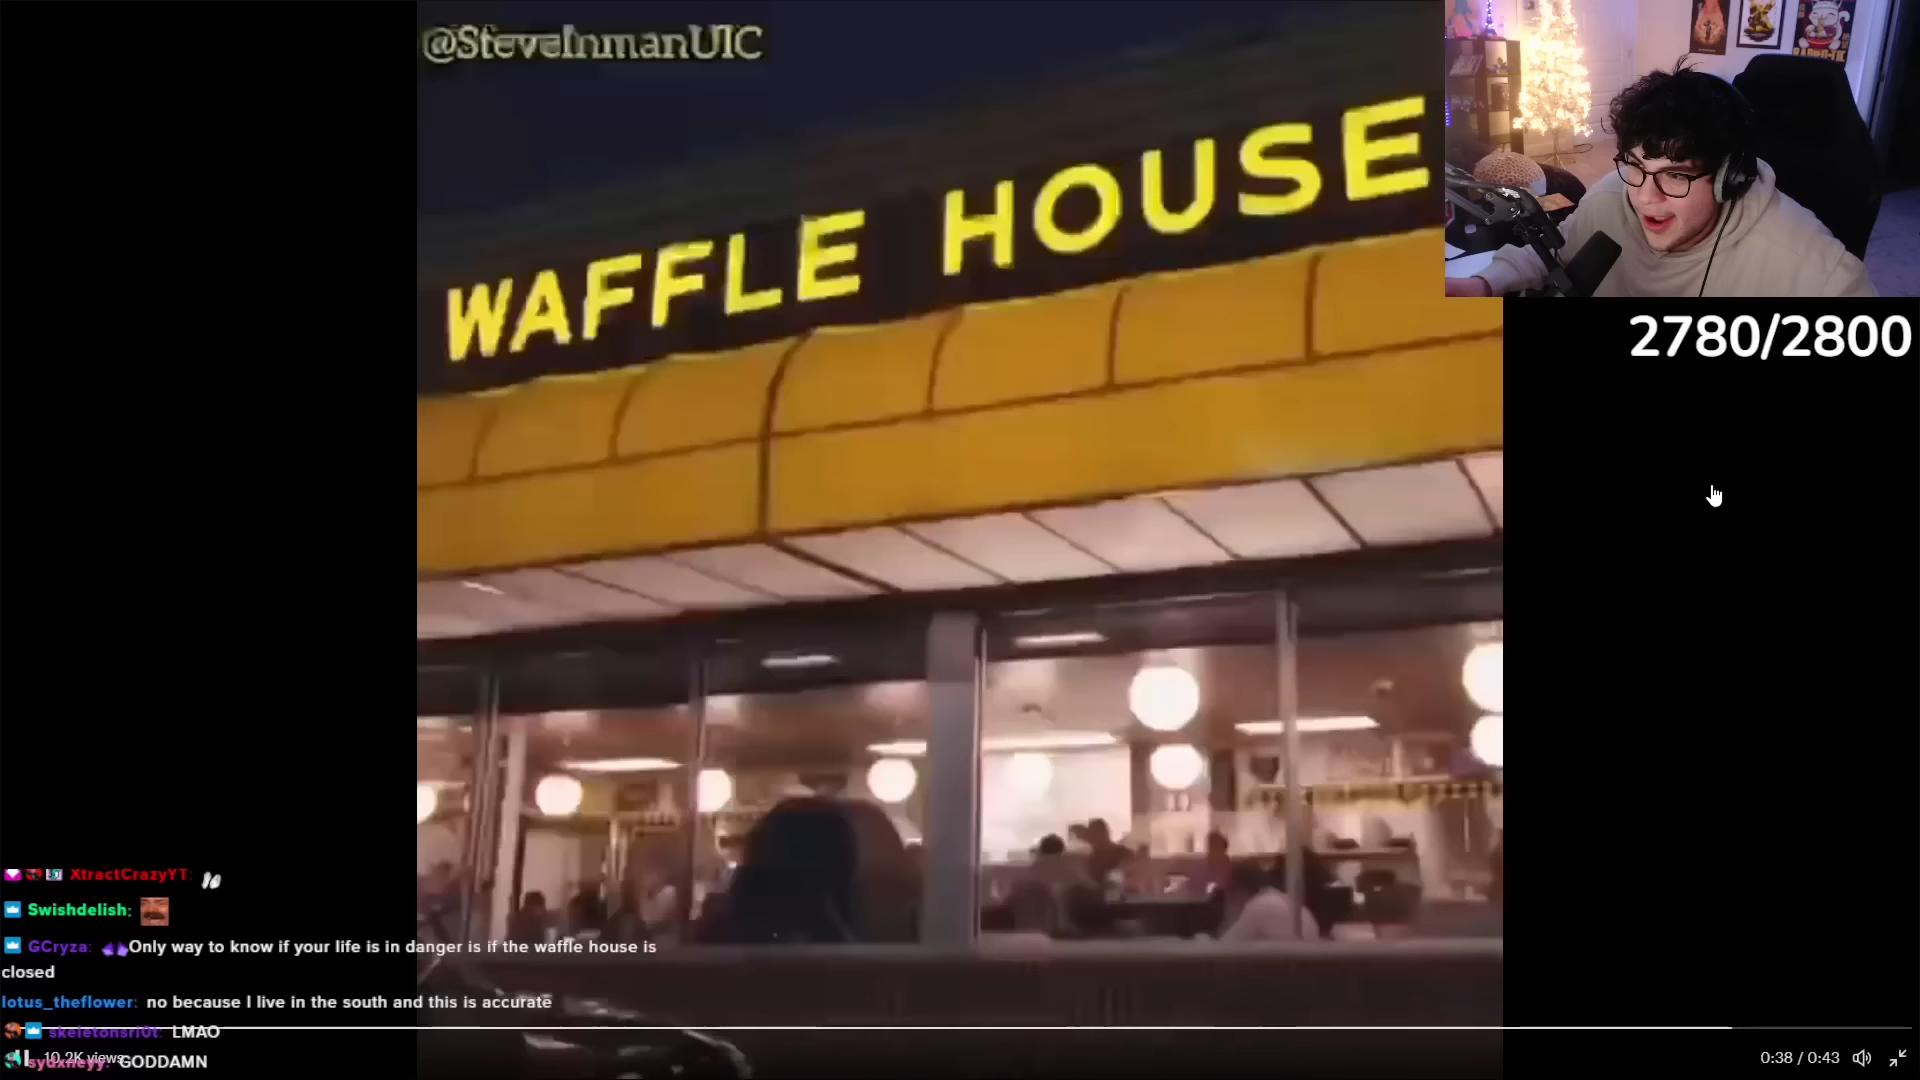 @SteveInmanUIC
WAFFLE HOUSE
2780/2800
XtractCrazyYT:
Swishdelish:
GCryza: Only way to know if your life is in danger is if the waffle house is
closed
lotus_theflower: no because I live in the south and this is accurate
skeletonsri0t: LMAO
10.2K views
sydxneyy: GODDAMN
0:38 / 0:43